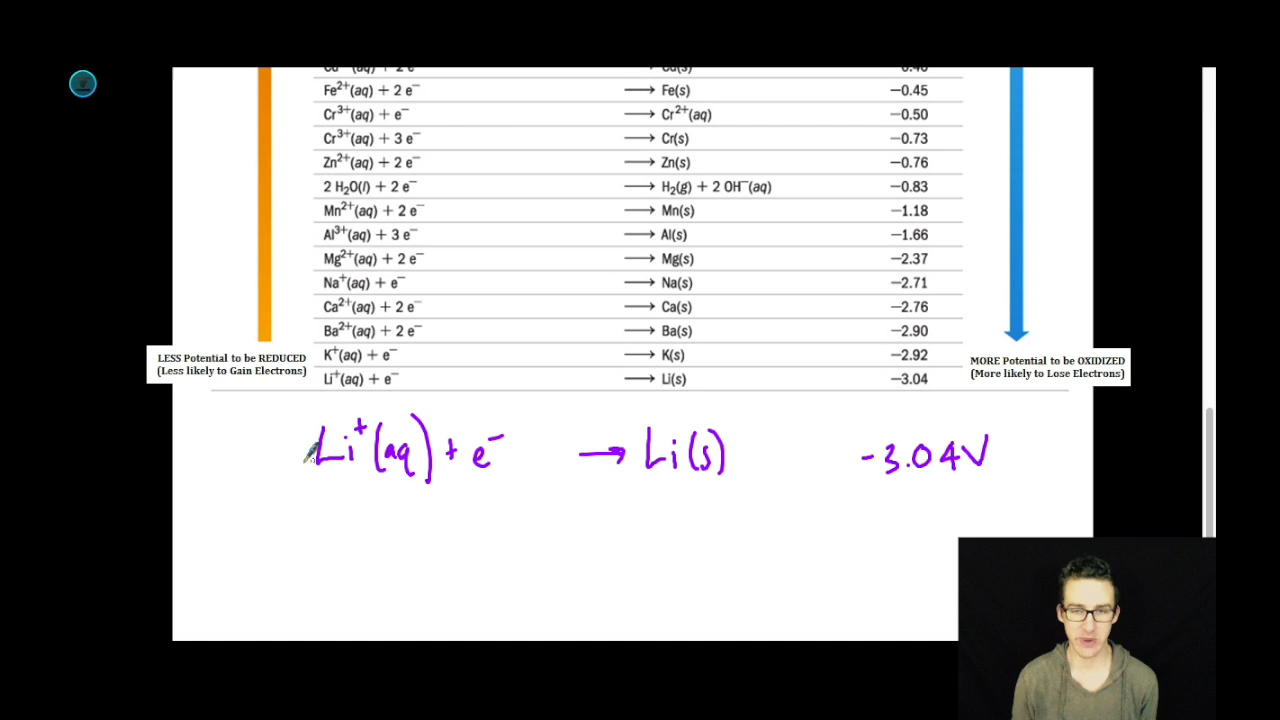 Fe²⁺(aq) + 2 e⁻ ⟶ Fe(s) −0.45
Cr³⁺(aq) + e⁻ ⟶ Cr²⁺(aq) −0.50
Cr³⁺(aq) + 3 e⁻ ⟶ Cr(s) −0.73
Zn²⁺(aq) + 2 e⁻ ⟶ Zn(s) −0.76
2 H₂O(l) + 2 e⁻ ⟶ H₂(g) + 2 OH⁻(aq) −0.83
Mn²⁺(aq) + 2 e⁻ ⟶ Mn(s) −1.18
Al³⁺(aq) + 3 e⁻ ⟶ Al(s) −1.66
Mg²⁺(aq) + 2 e⁻ ⟶ Mg(s) −2.37
Na⁺(aq) + e⁻ ⟶ Na(s) −2.71
Ca²⁺(aq) + 2 e⁻ ⟶ Ca(s) −2.76
Ba²⁺(aq) + 2 e⁻ ⟶ Ba(s) −2.90
K⁺(aq) + e⁻ ⟶ K(s) −2.92
Li⁺(aq) + e⁻ ⟶ Li(s) −3.04
LESS Potential to be REDUCED
(Less likely to Gain Electrons)
MORE Potential to be OXIDIZED
(More likely to Lose Electrons)
Li⁺(aq) + e⁻ → Li(s) -3.04V